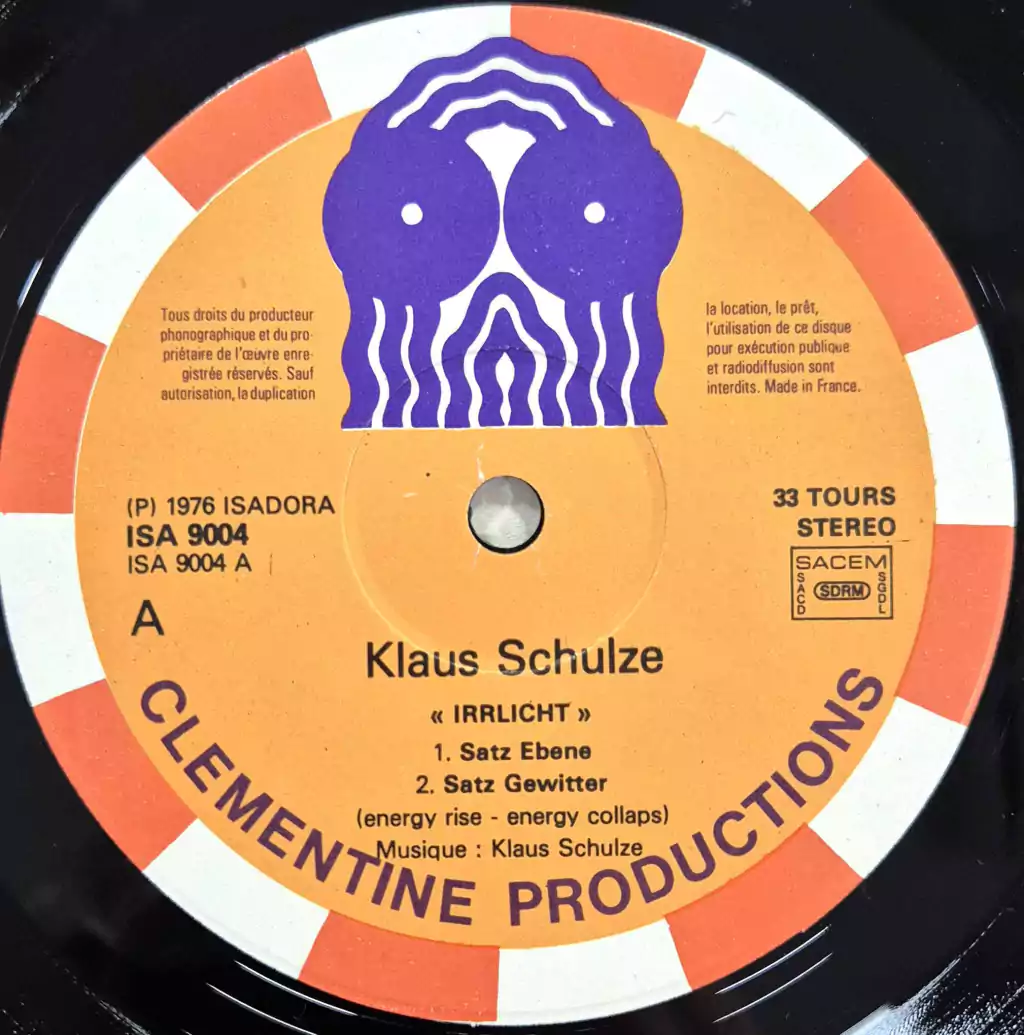 Tous droits du producteur
phonographique et du pro-
priétaire de l'œuvre enre-
gistrée réservés. Sauf
autorisation, la duplication
la location, le prêt,
l'utilisation de ce disque
pour exécution publique
et radiodiffusion sont
interdits. Made in France.
(P) 1976 ISADORA
ISA 9004
ISA 9004 A
A
33 TOURS
STEREO
SACEM
SACD
SDRM
SGDL
Klaus Schulze
« IRRLICHT »
1. Satz Ebene
2. Satz Gewitter
(energy rise - energy collaps)
Musique : Klaus Schulze
CLEMENTINE PRODUCTIONS